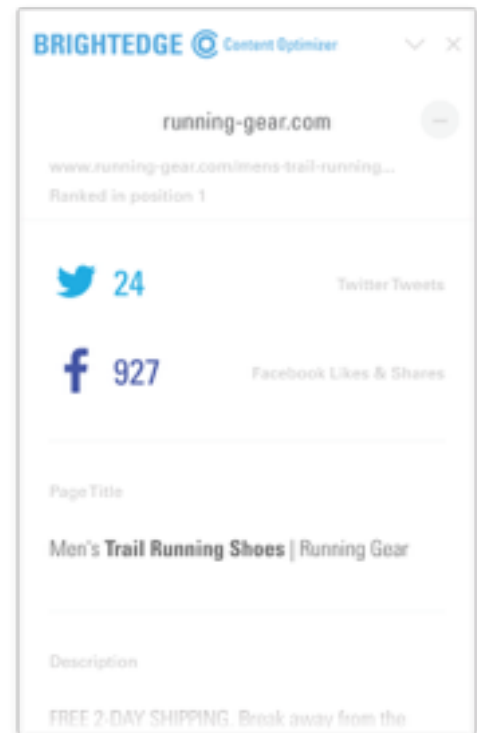 BRIGHTEDGE Content Optimizer
running-gear.com
www.running-gear.com/mens-trail-running...
Ranked in position 1
24 Twitter Tweets
927 Facebook Likes & Shares
Page Title
Men's Trail Running Shoes | Running Gear
Description
FREE 2-DAY SHIPPING. Break away from the